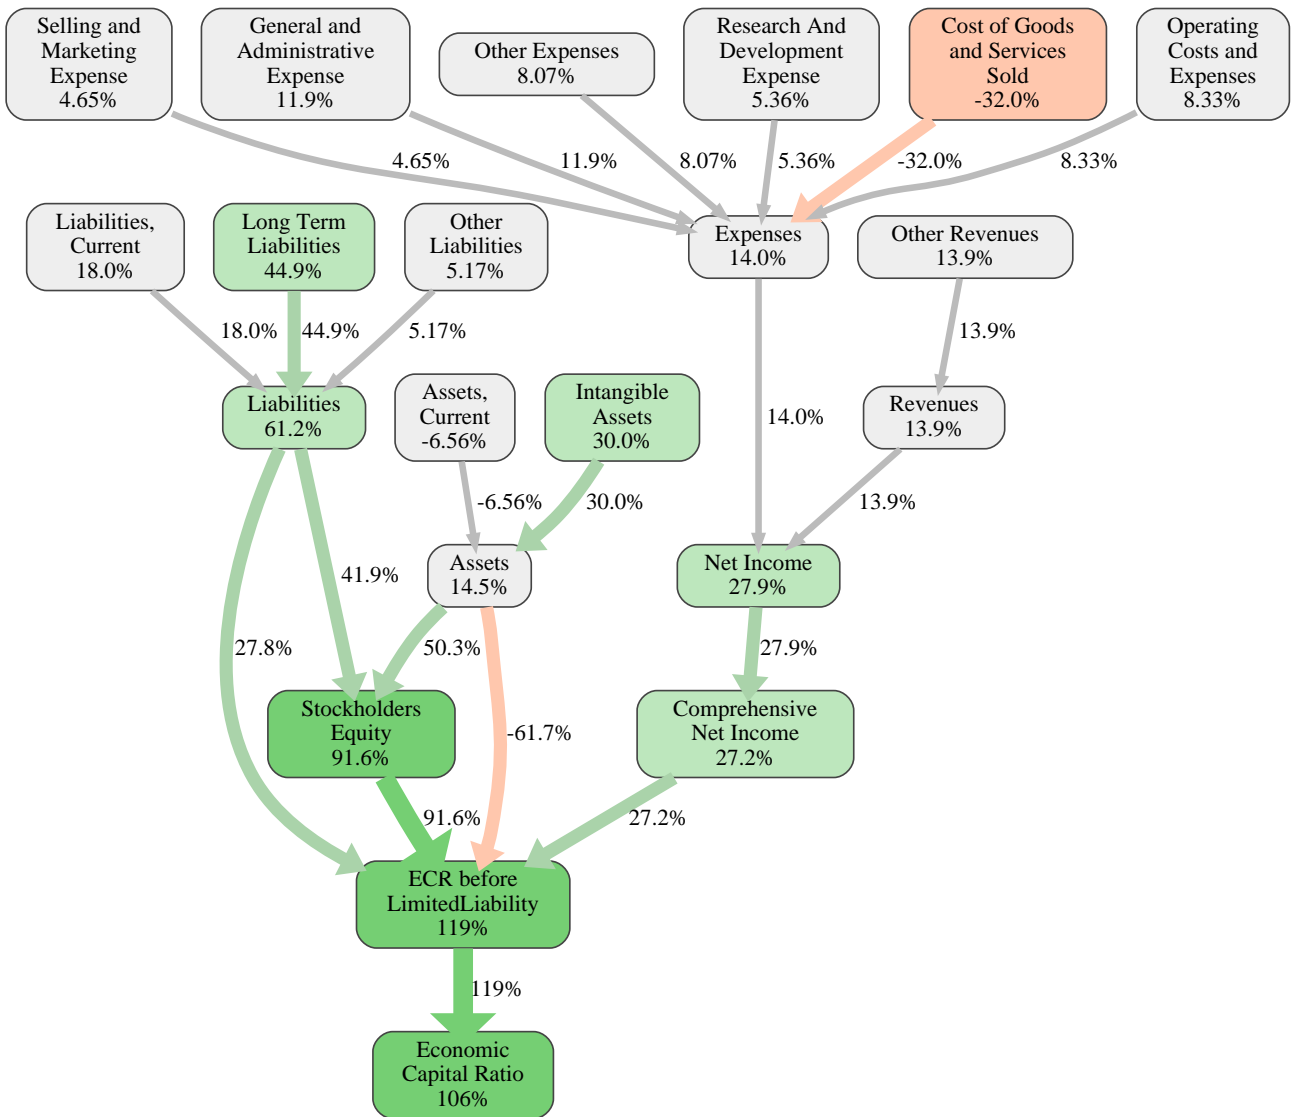 Selling and
Marketing
Expense
4.65%
General and
Administrative
Expense
11.9%
Other Expenses
8.07%
Research And
Development
Expense
5.36%
Cost of Goods
and Services
Sold
-32.0%
Operating
Costs and
Expenses
8.33%
4.65%
11.9%
8.07%
5.36%
-32.0%
8.33%
Liabilities,
Current
18.0%
Long Term
Liabilities
44.9%
Other
Liabilities
5.17%
Expenses
14.0%
Other Revenues
13.9%
18.0%
44.9%
5.17%
13.9%
Liabilities
61.2%
Assets,
Current
-6.56%
Intangible
Assets
30.0%
14.0%
Revenues
13.9%
-6.56%
30.0%
13.9%
41.9%
Assets
14.5%
Net Income
27.9%
27.8%
50.3%
27.9%
Stockholders
Equity
91.6%
-61.7%
Comprehensive
Net Income
27.2%
91.6%
27.2%
ECR before
LimitedLiability
119%
119%
Economic
Capital Ratio
106%